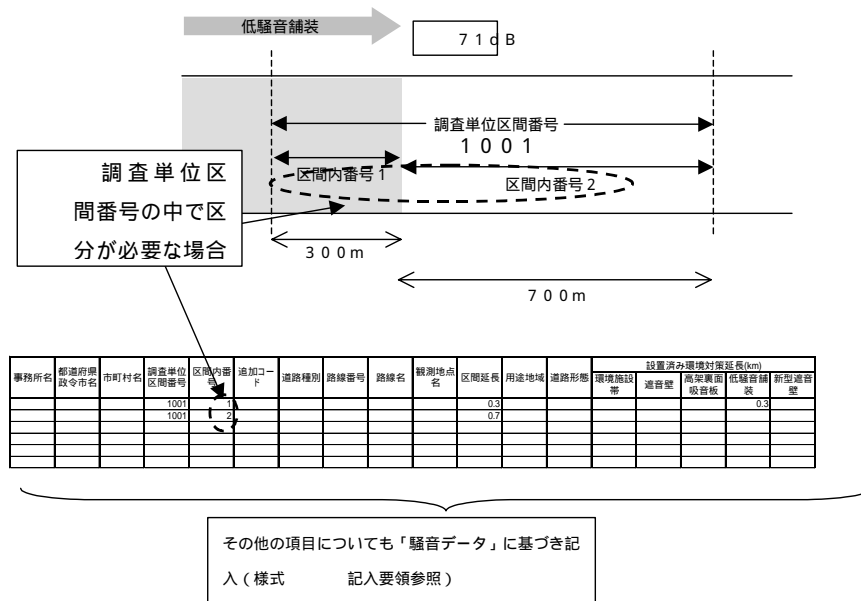 低騒音舗装
71dB
調査単位区間番号
1001
区間内番号1
区間内番号2
調査単位区
間番号の中で区
分が必要な場合
300m
700m
事務所名 都道府県政令市名 市町村名 調査単位区間番号 区間内番号 追加コード 道路種別 路線番号 路線名 観測地点名 区間延長 用途地域 道路形態 設置済み環境対策延長(km)
環境施設帯 遮音壁 高架裏面吸音板 低騒音舗装 新型遮音壁
1001 1 0.3 0.3
1001 2 0.7
その他の項目についても「騒音データ」に基づき記
入(様式 記入要領参照)